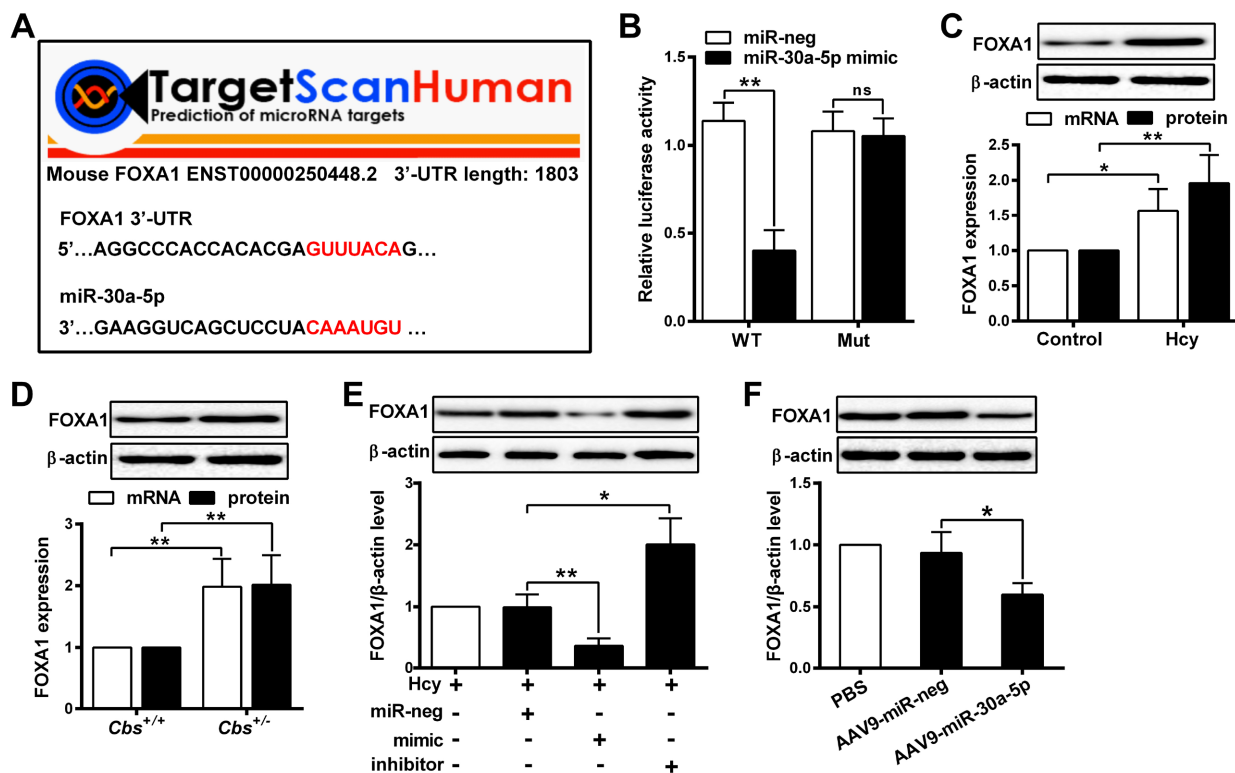 A
TargetScanHuman
Prediction of microRNA targets
Mouse FOXA1 ENST00000250448.2 3’-UTR length: 1803
FOXA1 3’-UTR
5’...AGGCCCACCACACGAGUUUACAG...
miR-30a-5p
3’...GAAGGUCAGCUCCUACAAAUGU ...
B
miR-neg
miR-30a-5p mimic
Relative luciferase activity
1.5
1.0
0.5
0.0
**
ns
WT Mut
C
FOXA1
β-actin
mRNA protein
FOXA1 expression
2.5
2.0
1.5
1.0
0.5
0.0
**
*
Control Hcy
D
FOXA1
β-actin
mRNA protein
FOXA1 expression
3
2
1
0
**
**
Cbs+/+ Cbs+/-
E
FOXA1
β-actin
FOXA1/β-actin level
3
2
1
0
*
**
Hcy + + + +
miR-neg - + - -
mimic - - + -
inhibitor - - - +
F
FOXA1
β-actin
FOXA1/β-actin level
1.5
1.0
0.5
0.0
*
PBS
AAV9-miR-neg
AAV9-miR-30a-5p